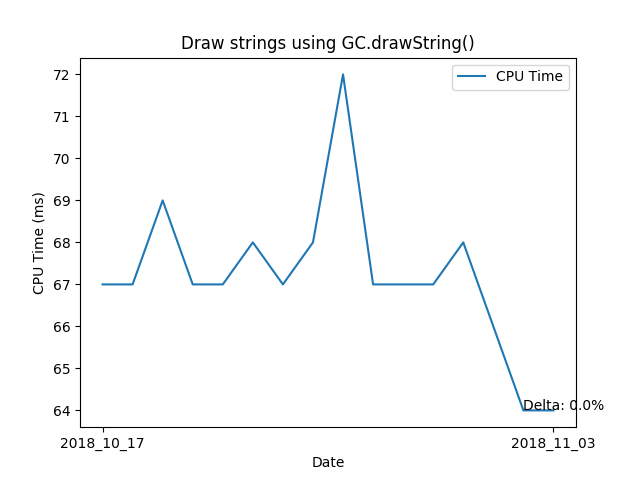 Draw strings using GC.drawString()
CPU Time
72
71
70
69
68
67
66
65
64
CPU Time (ms)
Delta: 0.0%
2018_10_17
2018_11_03
Date